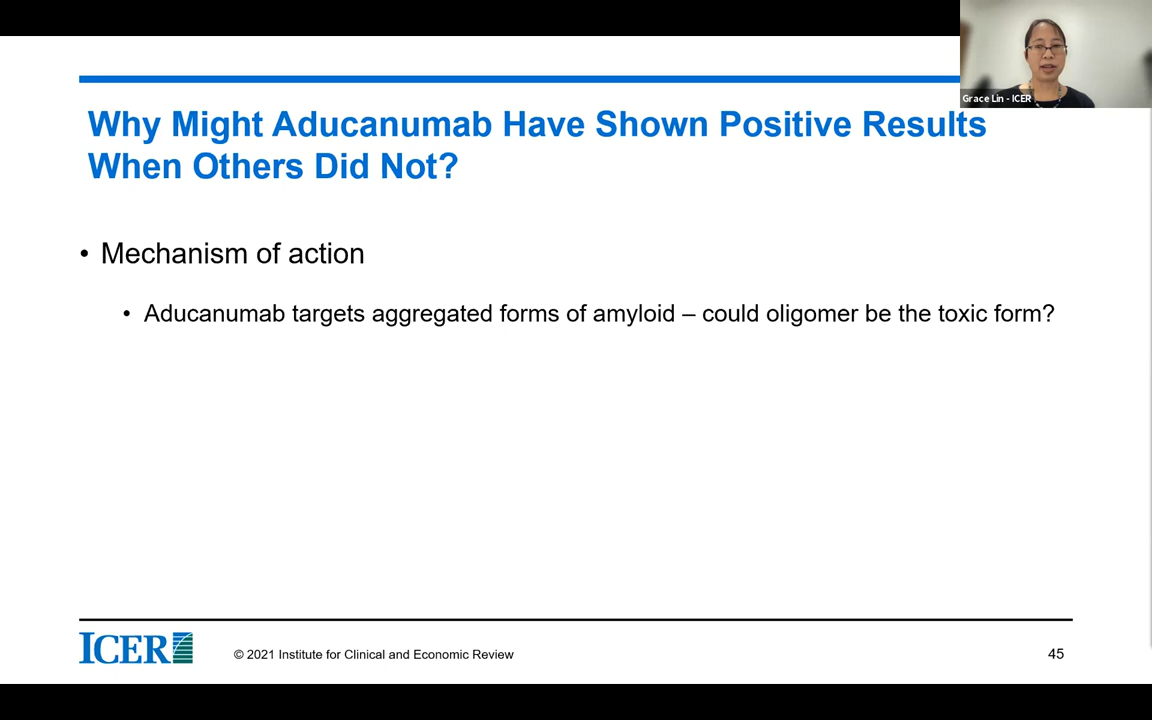 Grace Lin - ICER
Why Might Aducanumab Have Shown Positive Results
When Others Did Not?
• Mechanism of action
• Aducanumab targets aggregated forms of amyloid – could oligomer be the toxic form?
ICER
© 2021 Institute for Clinical and Economic Review
45